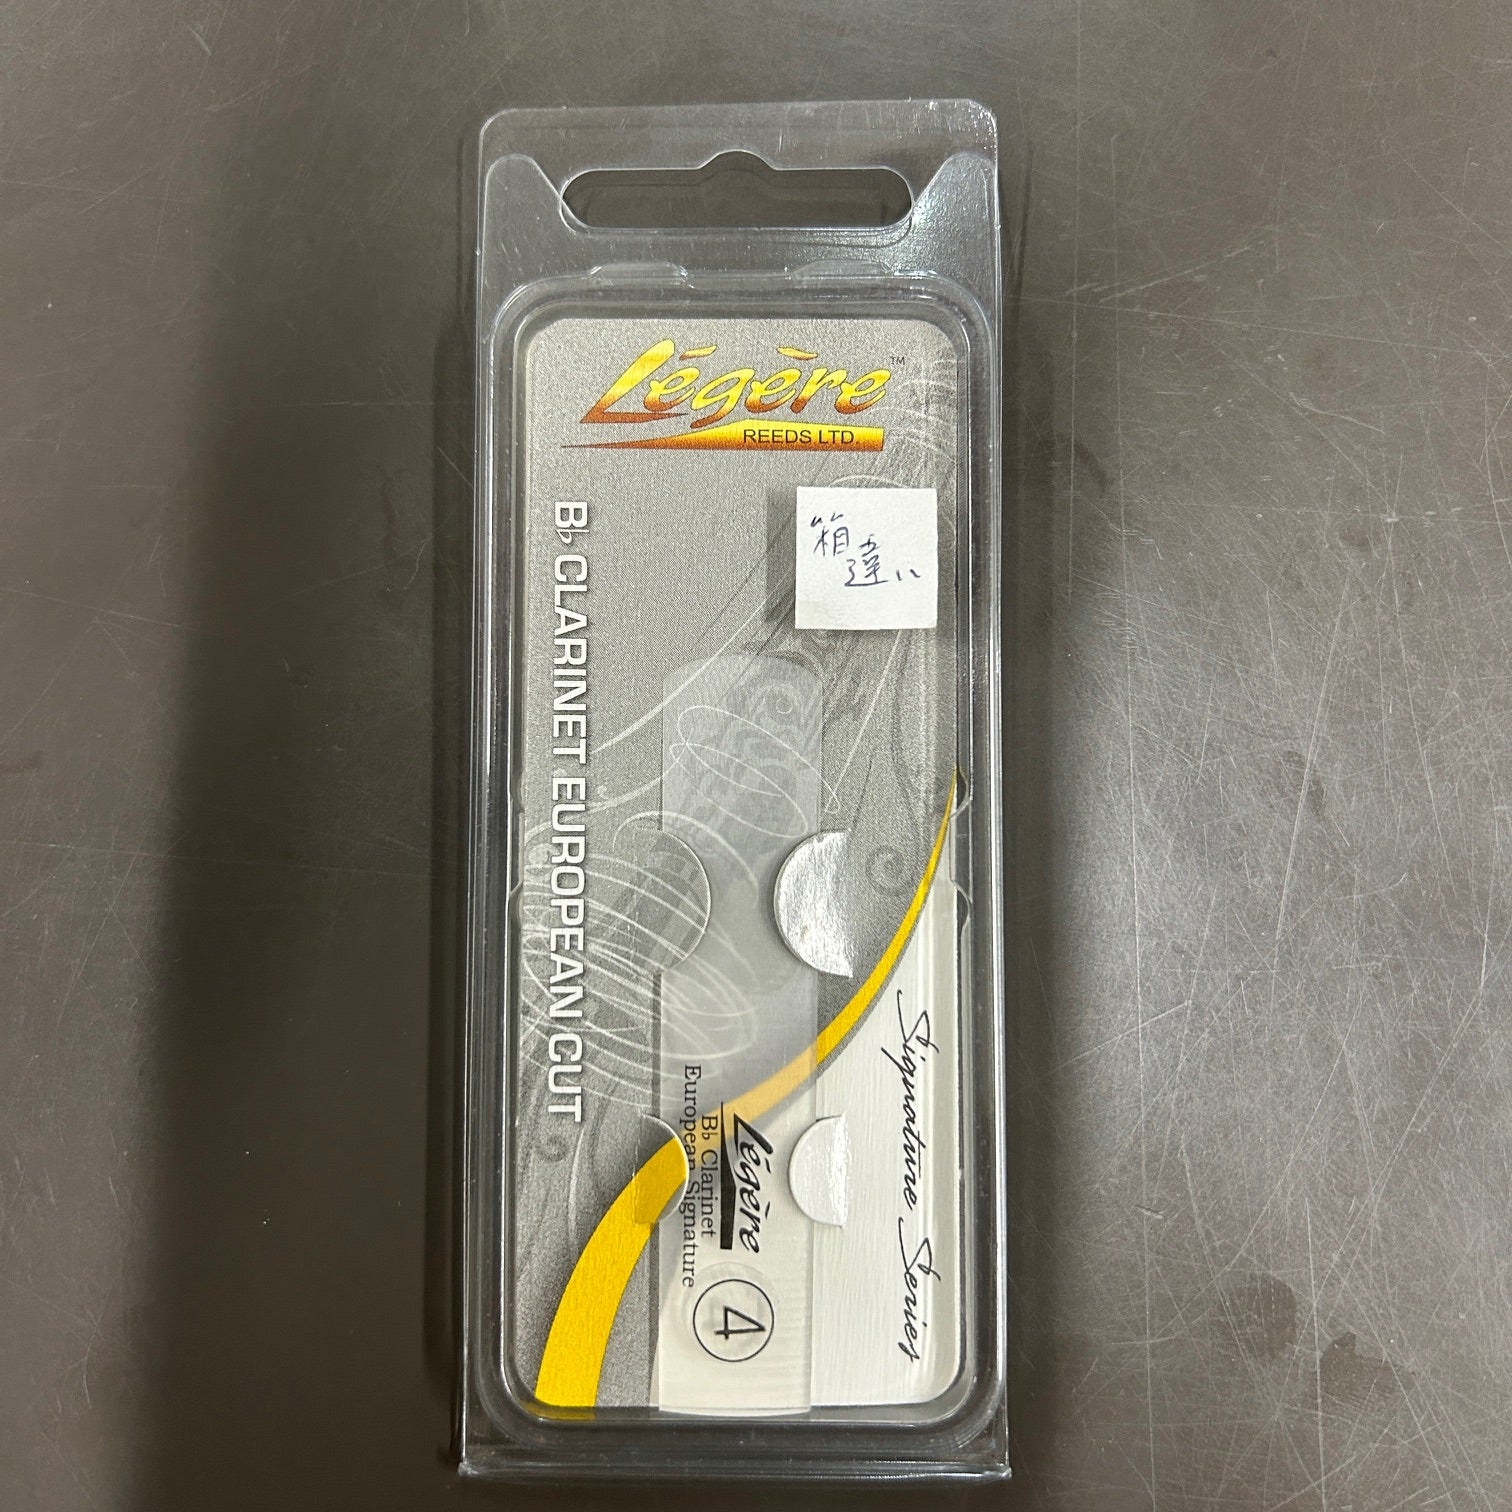 Légère™
REEDS LTD.
箱
違い
B♭ CLARINET EUROPEAN CUT
Signature Series
Légère
B♭ Clarinet
European Signature
4